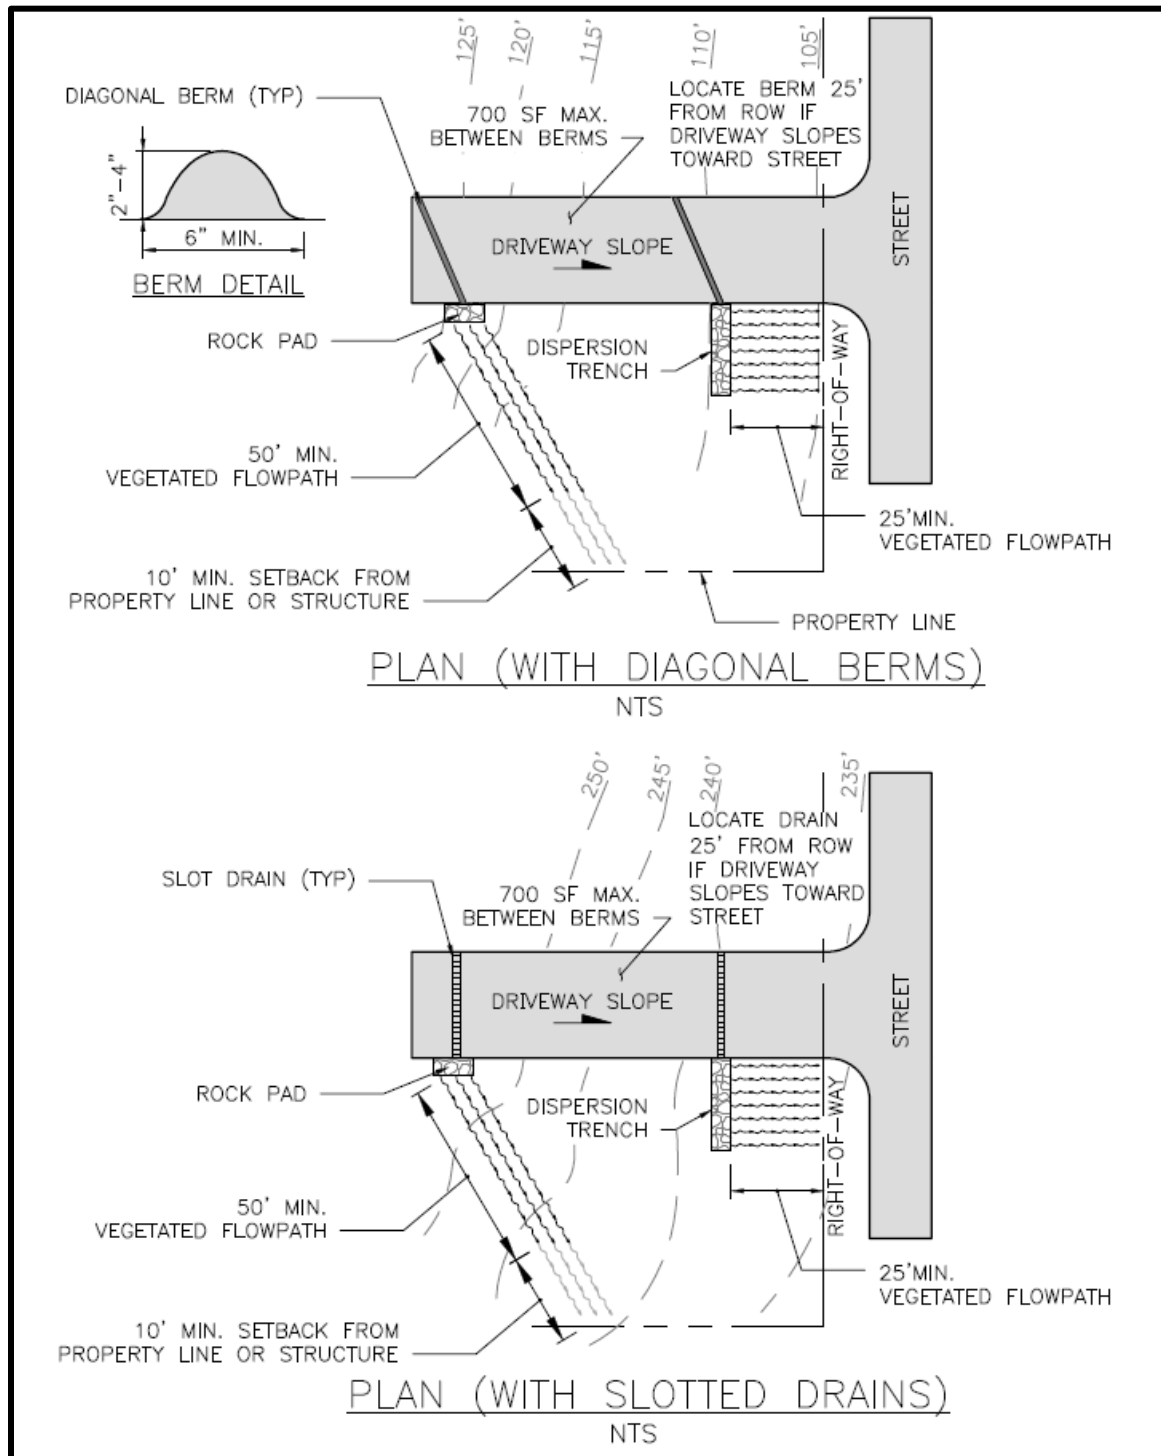 125'
120'
115'
110'
105'
DIAGONAL BERM (TYP)
700 SF MAX.
BETWEEN BERMS
LOCATE BERM 25'
FROM ROW IF
DRIVEWAY SLOPES
TOWARD STREET
2"-4"
6" MIN.
BERM DETAIL
DRIVEWAY SLOPE
STREET
ROCK PAD
DISPERSION
TRENCH
RIGHT-OF-WAY
50' MIN.
VEGETATED FLOWPATH
25'MIN.
VEGETATED FLOWPATH
10' MIN. SETBACK FROM
PROPERTY LINE OR STRUCTURE
PROPERTY LINE
PLAN (WITH DIAGONAL BERMS)
NTS
250'
245'
240'
235'
LOCATE DRAIN
25' FROM ROW
IF DRIVEWAY
SLOPES TOWARD
STREET
SLOT DRAIN (TYP)
700 SF MAX.
BETWEEN BERMS
DRIVEWAY SLOPE
STREET
ROCK PAD
DISPERSION
TRENCH
RIGHT-OF-WAY
50' MIN.
VEGETATED FLOWPATH
25'MIN.
VEGETATED FLOWPATH
10' MIN. SETBACK FROM
PROPERTY LINE OR STRUCTURE
PLAN (WITH SLOTTED DRAINS)
NTS